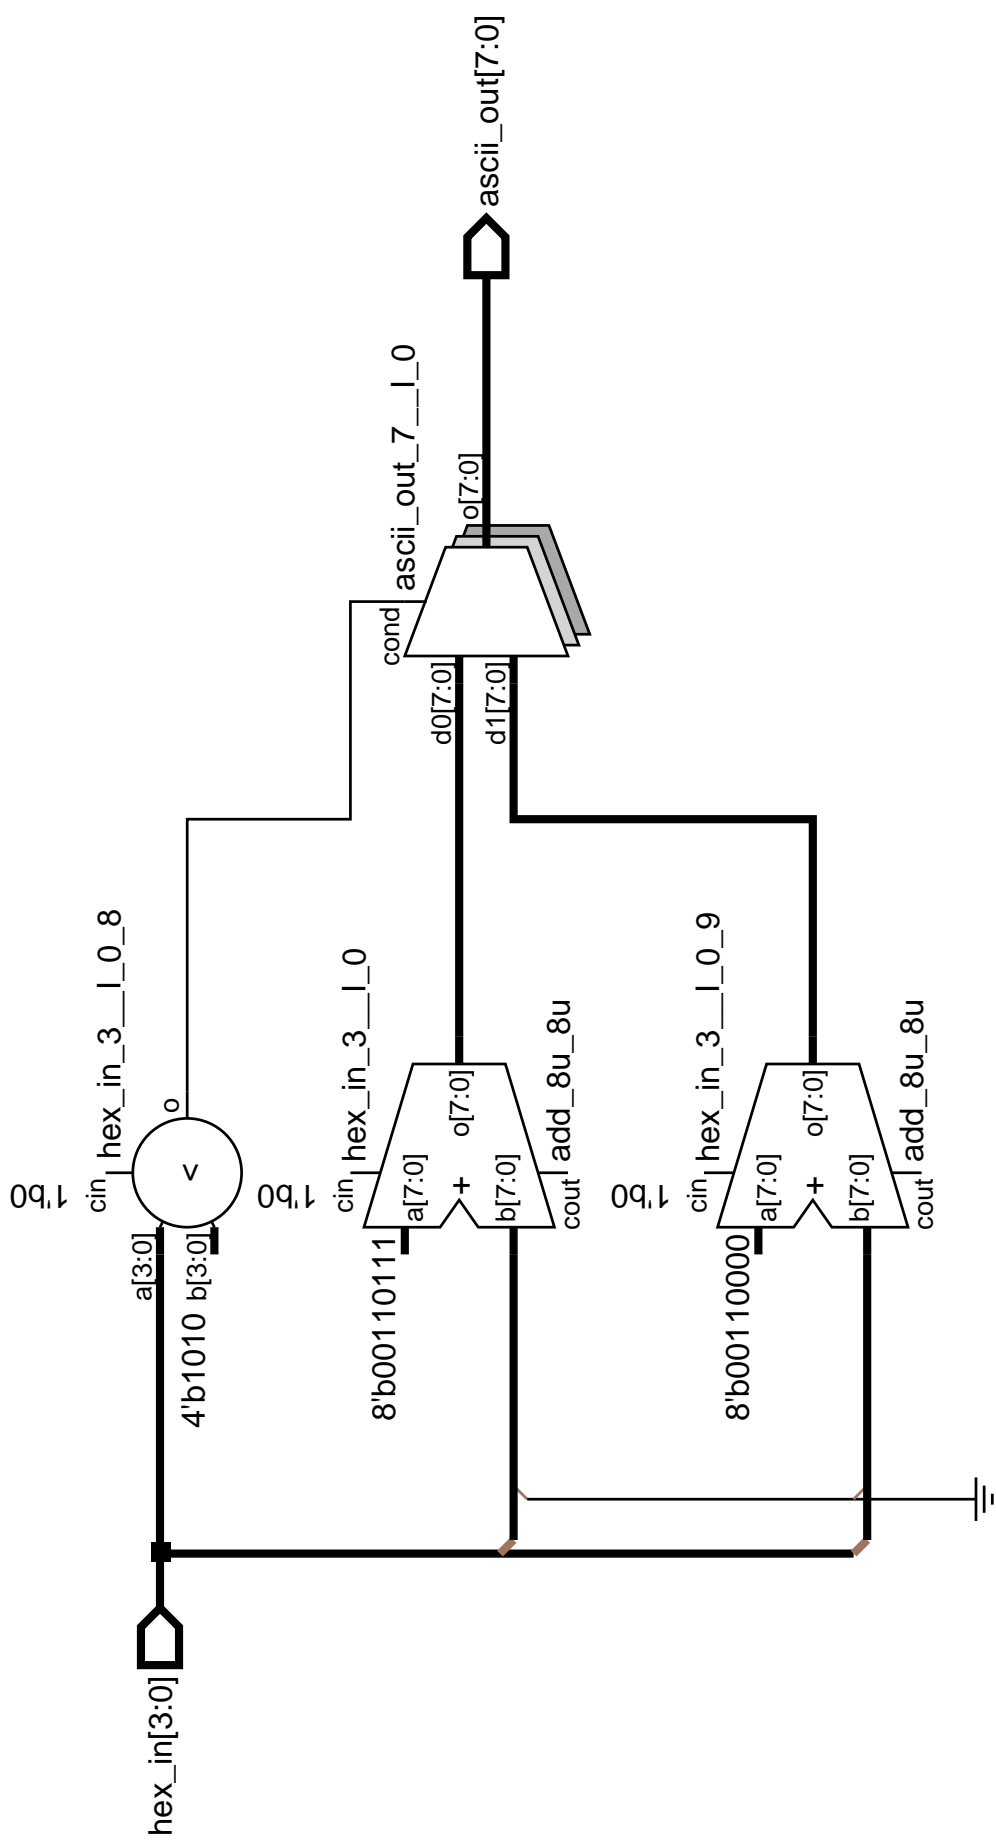 hex_in[3:0]
1'b0
cin
hex_in_3__I_0_8
a[3:0]
o
<
4'b1010
b[3:0]
1'b0
cin
hex_in_3__I_0
8'b00110111
a[7:0]
+
o[7:0]
b[7:0]
cout
add_8u_8u
1'b0
cin
hex_in_3__I_0_9
8'b00110000
a[7:0]
+
o[7:0]
b[7:0]
cout
add_8u_8u
cond
ascii_out_7__I_0
d0[7:0]
d1[7:0]
o[7:0]
ascii_out[7:0]